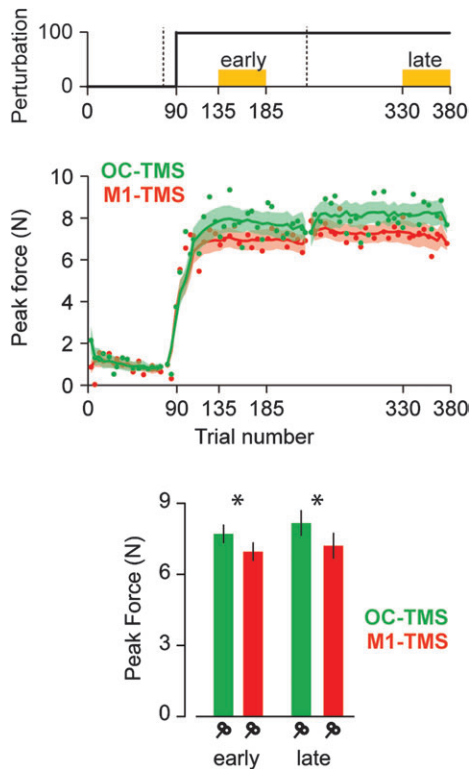 Perturbation
100
0
early
late
0 90 135 185 330 380
OC-TMS
M1-TMS
Peak force (N)
10
8
6
4
2
0
0 90 135 185 330 380
Trial number
Peak Force (N)
9
6
3
0
* *
OC-TMS
M1-TMS
early late